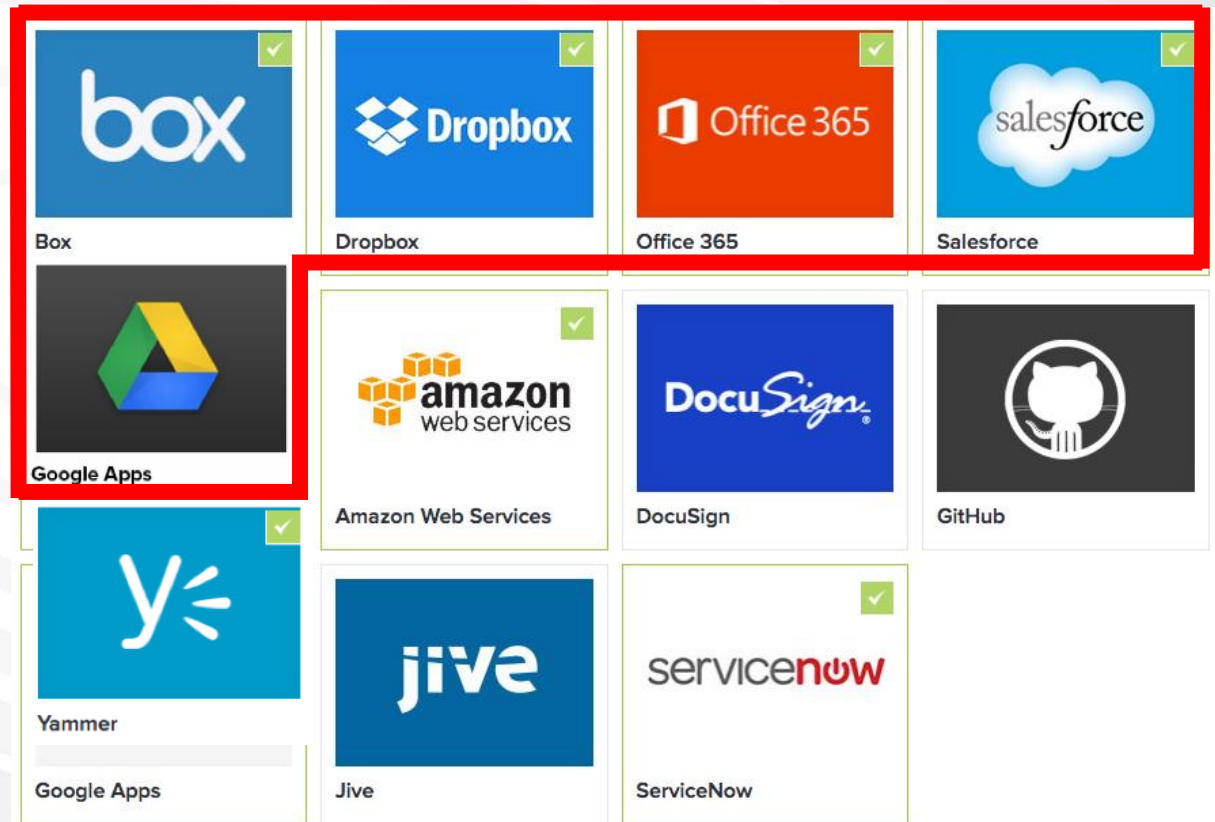 box
Dropbox
Office 365
salesforce
Box
Dropbox
Office 365
Salesforce
amazon
web services
DocuSign®
Google Apps
Amazon Web Services
DocuSign
GitHub
y
jive
servicenow
Yammer
Google Apps
Jive
ServiceNow